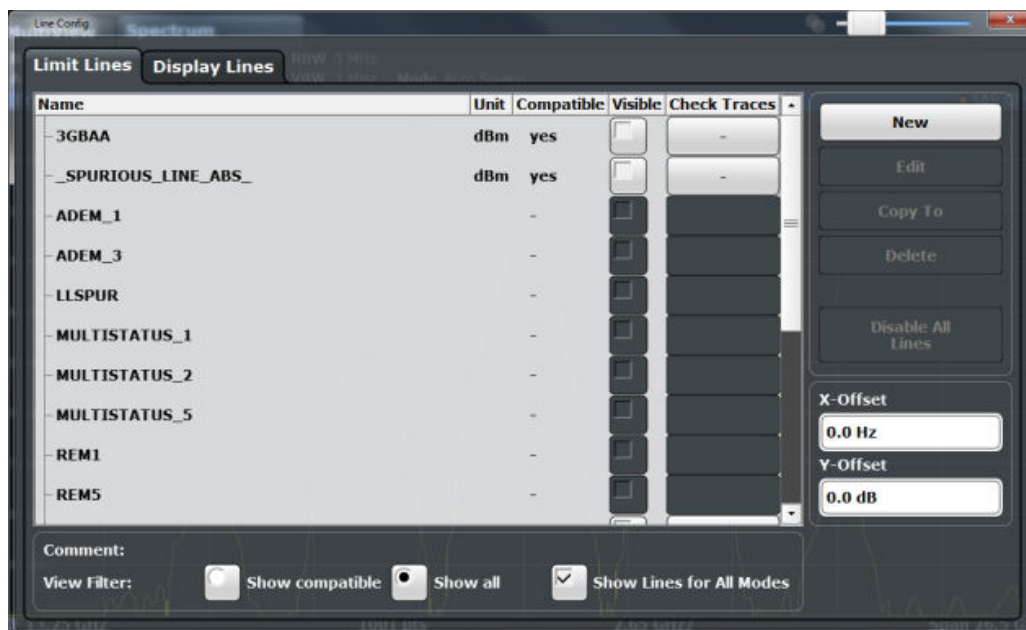 Line Config
Spectrum
Limit Lines Display Lines
Name Unit Compatible Visible Check Traces
3GBAA dBm yes -
_SPURIOUS_LINE_ABS_ dBm yes -
ADEM_1 -
ADEM_3 -
LLSPUR -
MULTISTATUS_1 -
MULTISTATUS_2 -
MULTISTATUS_5 -
REM1 -
REM5 -
New
Edit
Copy To
Delete
Disable All
Lines
X-Offset
0.0 Hz
Y-Offset
0.0 dB
Comment:
View Filter: Show compatible Show all Show Lines for All Modes
1001 pts